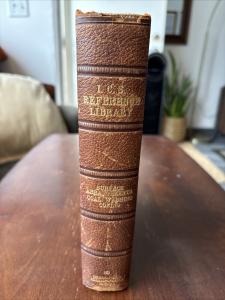 I. C. S.
REFERENCE
LIBRARY
SURFACE
ARRANGEMENTS
COAL WASHING
COKING